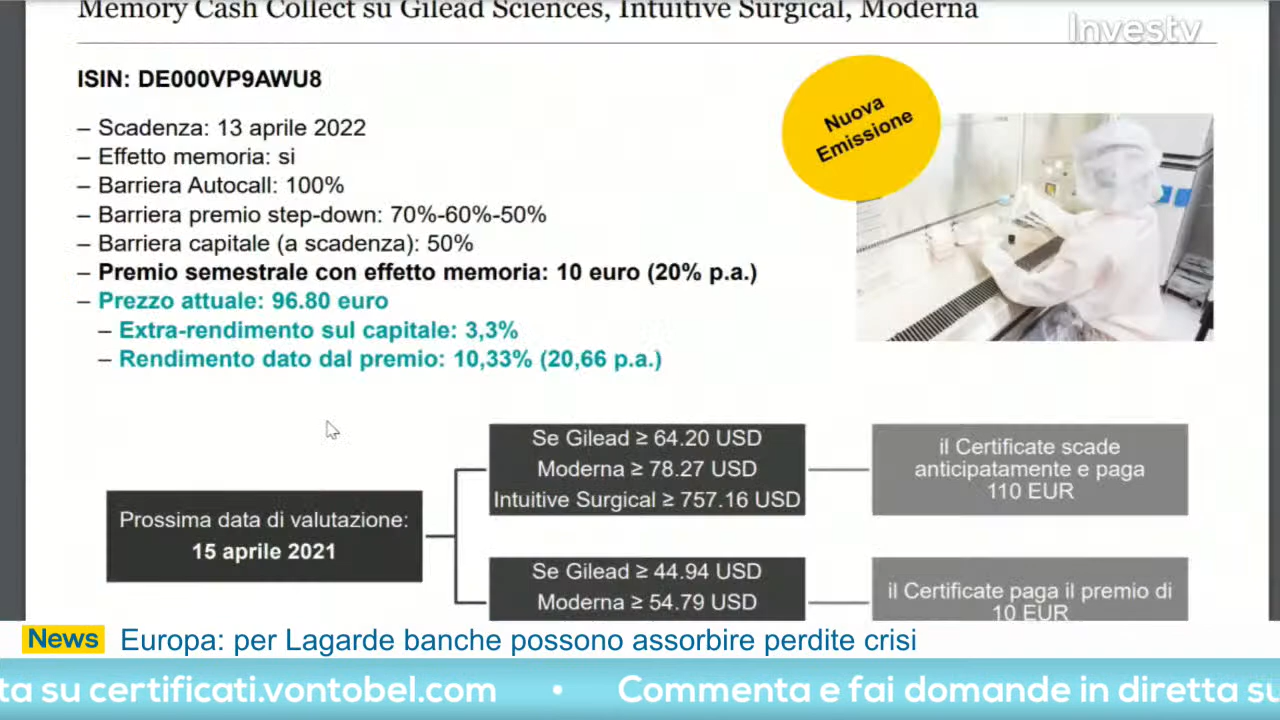 Memory Cash Collect su Gilead Sciences, Intuitive Surgical, Moderna
Investv
ISIN: DE000VP9AWU8
– Scadenza: 13 aprile 2022
– Effetto memoria: si
– Barriera Autocall: 100%
– Barriera premio step-down: 70%-60%-50%
– Barriera capitale (a scadenza): 50%
– Premio semestrale con effetto memoria: 10 euro (20% p.a.)
– Prezzo attuale: 96.80 euro
– Extra-rendimento sul capitale: 3,3%
– Rendimento dato dal premio: 10,33% (20,66 p.a.)
Nuova
Emissione
Prossima data di valutazione:
15 aprile 2021
Se Gilead ≥ 64.20 USD
Moderna ≥ 78.27 USD
Intuitive Surgical ≥ 757.16 USD
il Certificate scade
anticipatamente e paga
110 EUR
Se Gilead ≥ 44.94 USD
Moderna ≥ 54.79 USD
il Certificate paga il premio di
10 EUR
News Europa: per Lagarde banche possono assorbire perdite crisi
ta su certificati.vontobel.com • Commenta e fai domande in diretta su